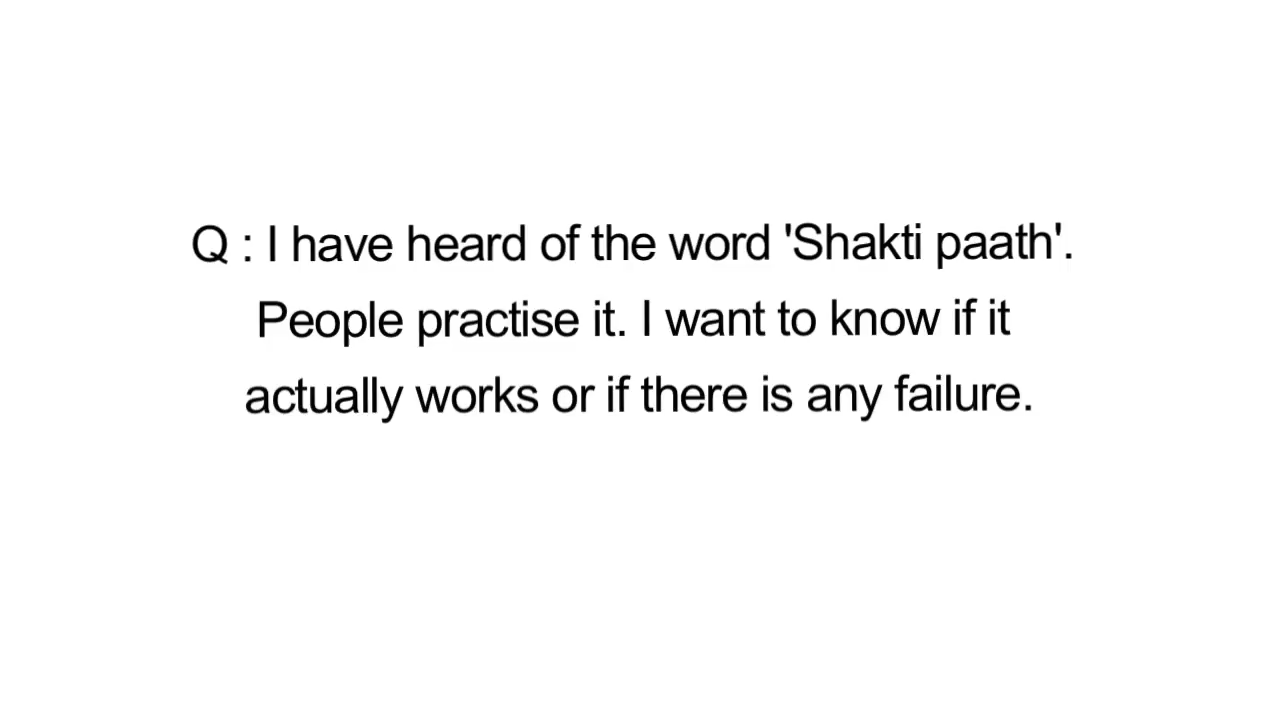 Q : I have heard of the word 'Shakti paath'.
People practise it. I want to know if it
actually works or if there is any failure.